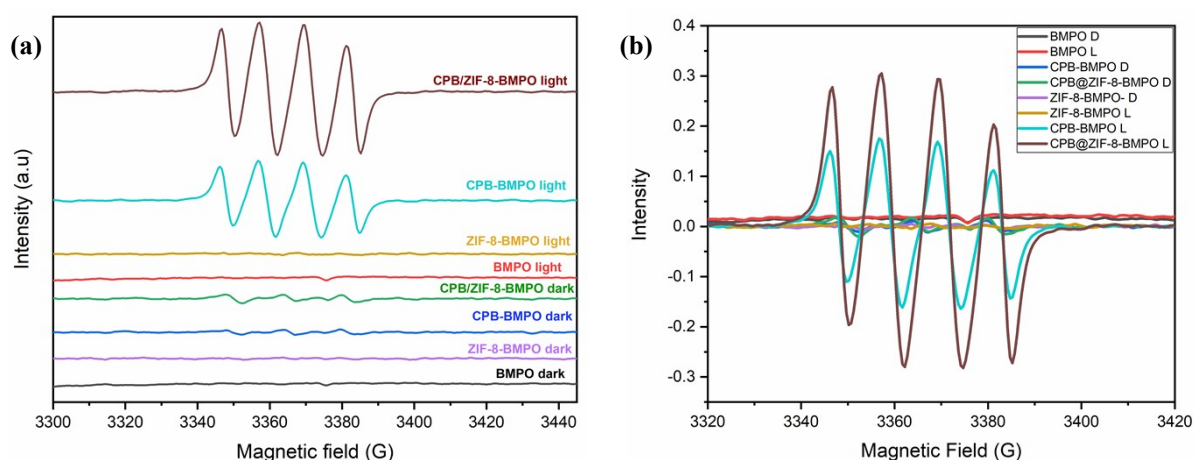 (a)
Intensity (a.u)
CPB/ZIF-8-BMPO light
CPB-BMPO light
ZIF-8-BMPO light
BMPO light
CPB/ZIF-8-BMPO dark
CPB-BMPO dark
ZIF-8-BMPO dark
BMPO dark
3300 3320 3340 3360 3380 3400 3420 3440
Magnetic field (G)
(b)
Intensity
0.4
0.3
0.2
0.1
0.0
-0.1
-0.2
-0.3
BMPO D
BMPO L
CPB-BMPO D
CPB@ZIF-8-BMPO D
ZIF-8-BMPO- D
ZIF-8-BMPO L
CPB-BMPO L
CPB@ZIF-8-BMPO L
3320 3340 3360 3380 3400 3420
Magnetic Field (G)